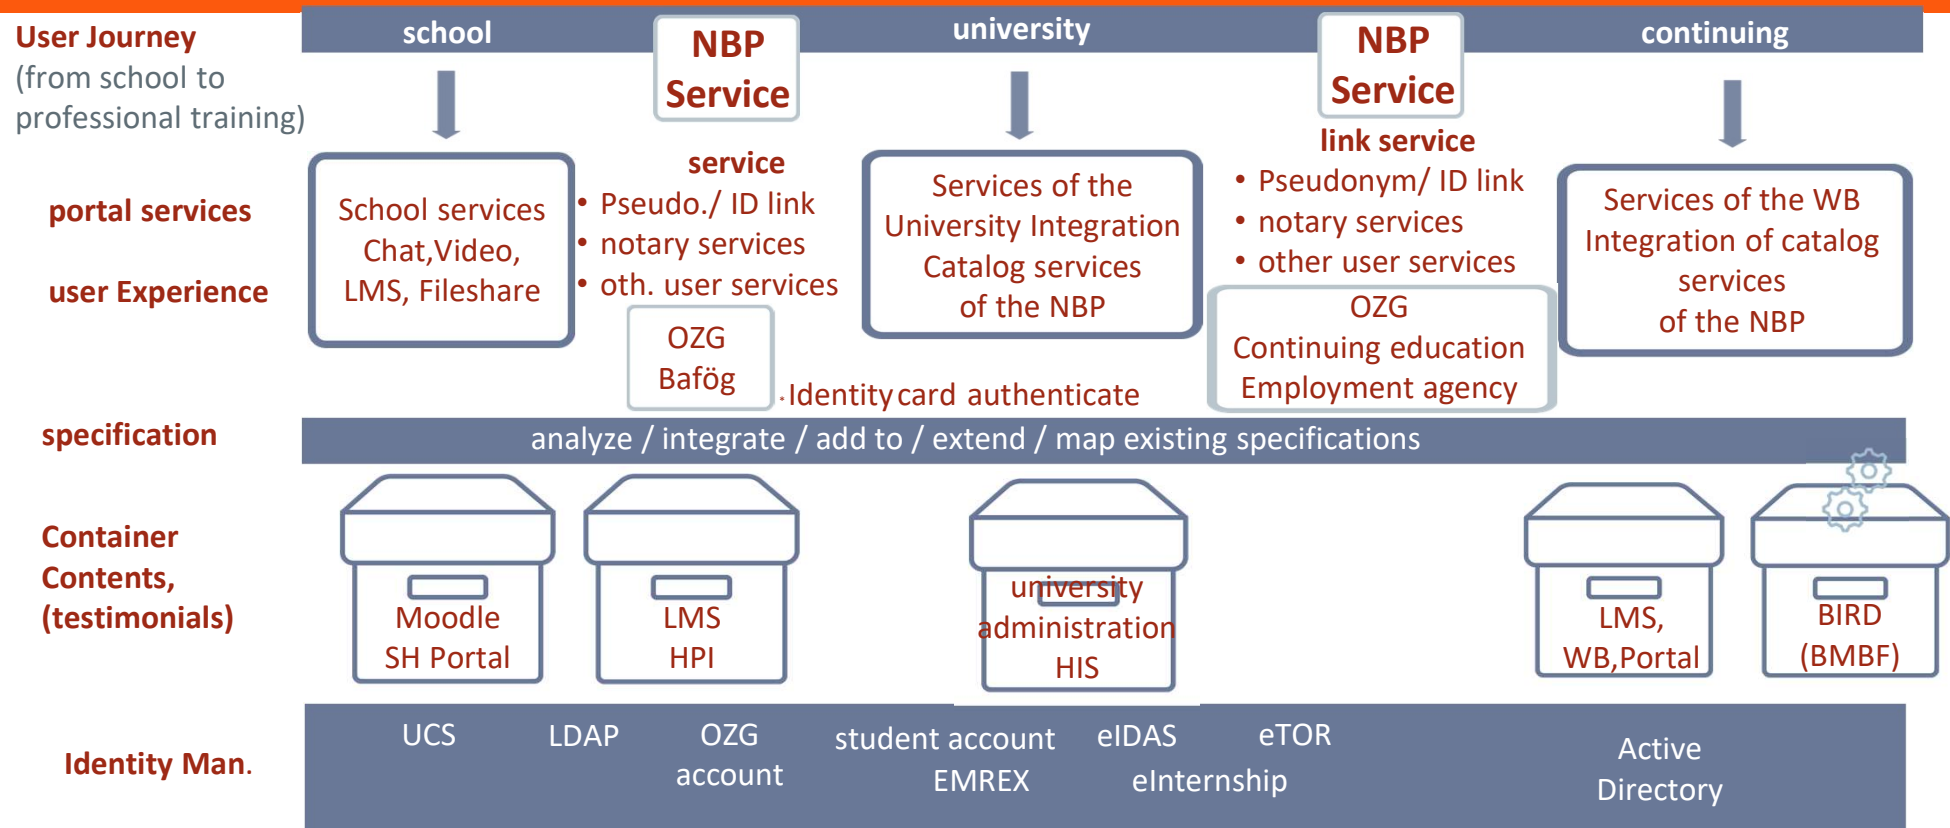 User Journey
(from school to
professional training)
school
NBP
Service
university
NBP
Service
continuing
portal services
user Experience
School services
Chat,Video,
LMS, Fileshare
service
• Pseudo./ ID link
• notary services
• oth. user services
OZG
Bafög
Services of the
University Integration
Catalog services
of the NBP
link service
• Pseudonym/ ID link
• notary services
• other user services
OZG
Continuing education
Employment agency
Services of the WB
Integration of catalog
services
of the NBP
*Identity card authenticate
specification
analyze / integrate / add to / extend / map existing specifications
Container
Contents,
(testimonials)
Moodle
SH Portal
LMS
HPI
university
administration
HIS
LMS,
WB,Portal
BIRD
(BMBF)
Identity Man.
UCS
LDAP
OZG
account
student account
EMREX
eIDAS
eTOR
eInternship
Active
Directory